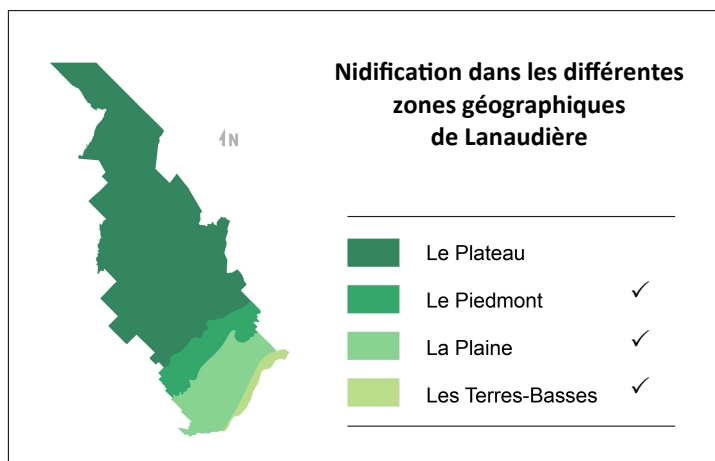 Nidification dans les différentes
zones géographiques
de Lanaudière
N
Le Plateau
Le Piedmont ✓
La Plaine ✓
Les Terres-Basses ✓